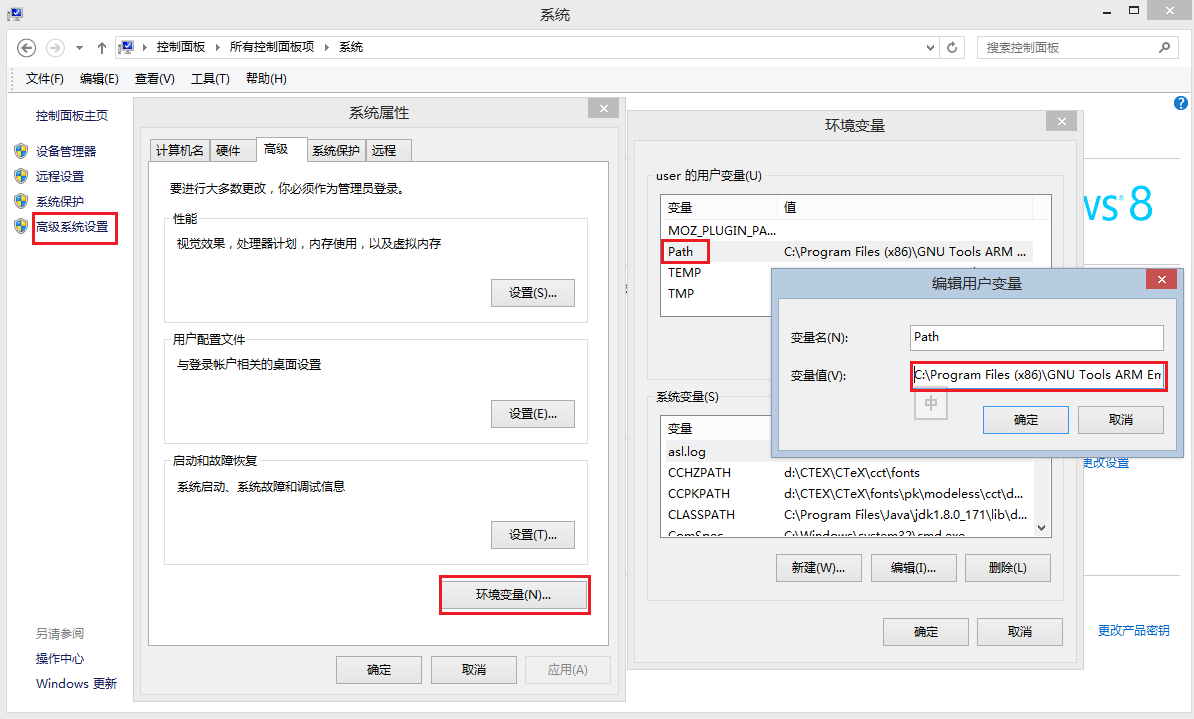 系统
控制面板 所有控制面板项 系统
搜索控制面板
文件(F) 编辑(E) 查看(V) 工具(T) 帮助(H)
控制面板主页
设备管理器
远程设置
系统保护
高级系统设置
另请参阅
操作中心
Windows 更新
系统属性
计算机名 硬件 高级 系统保护 远程
要进行大多数更改，你必须作为管理员登录。
性能
视觉效果，处理器计划，内存使用，以及虚拟内存
设置(S)...
用户配置文件
与登录帐户相关的桌面设置
设置(E)...
启动和故障恢复
系统启动、系统故障和调试信息
设置(T)...
环境变量(N)...
确定 取消 应用(A)
环境变量
user 的用户变量(U)
变量 值
MOZ_PLUGIN_PA...
Path C:\Program Files (x86)\GNU Tools ARM ...
TEMP
TMP
编辑用户变量
变量名(N): Path
变量值(V): C:\Program Files (x86)\GNU Tools ARM Em
中
确定 取消
系统变量(S)
变量
asl.log
CCHZPATH d:\CTEX\CTeX\cct\fonts
CCPKPATH d:\CTEX\CTeX\fonts\pk\modeless\cct\d...
CLASSPATH C:\Program Files\Java\jdk1.8.0_171\lib\d...
ComSpec C:\Windows\system32\cmd.exe
新建(W)... 编辑(I)... 删除(L)
确定 取消
ws 8
更改设置
更改产品密钥